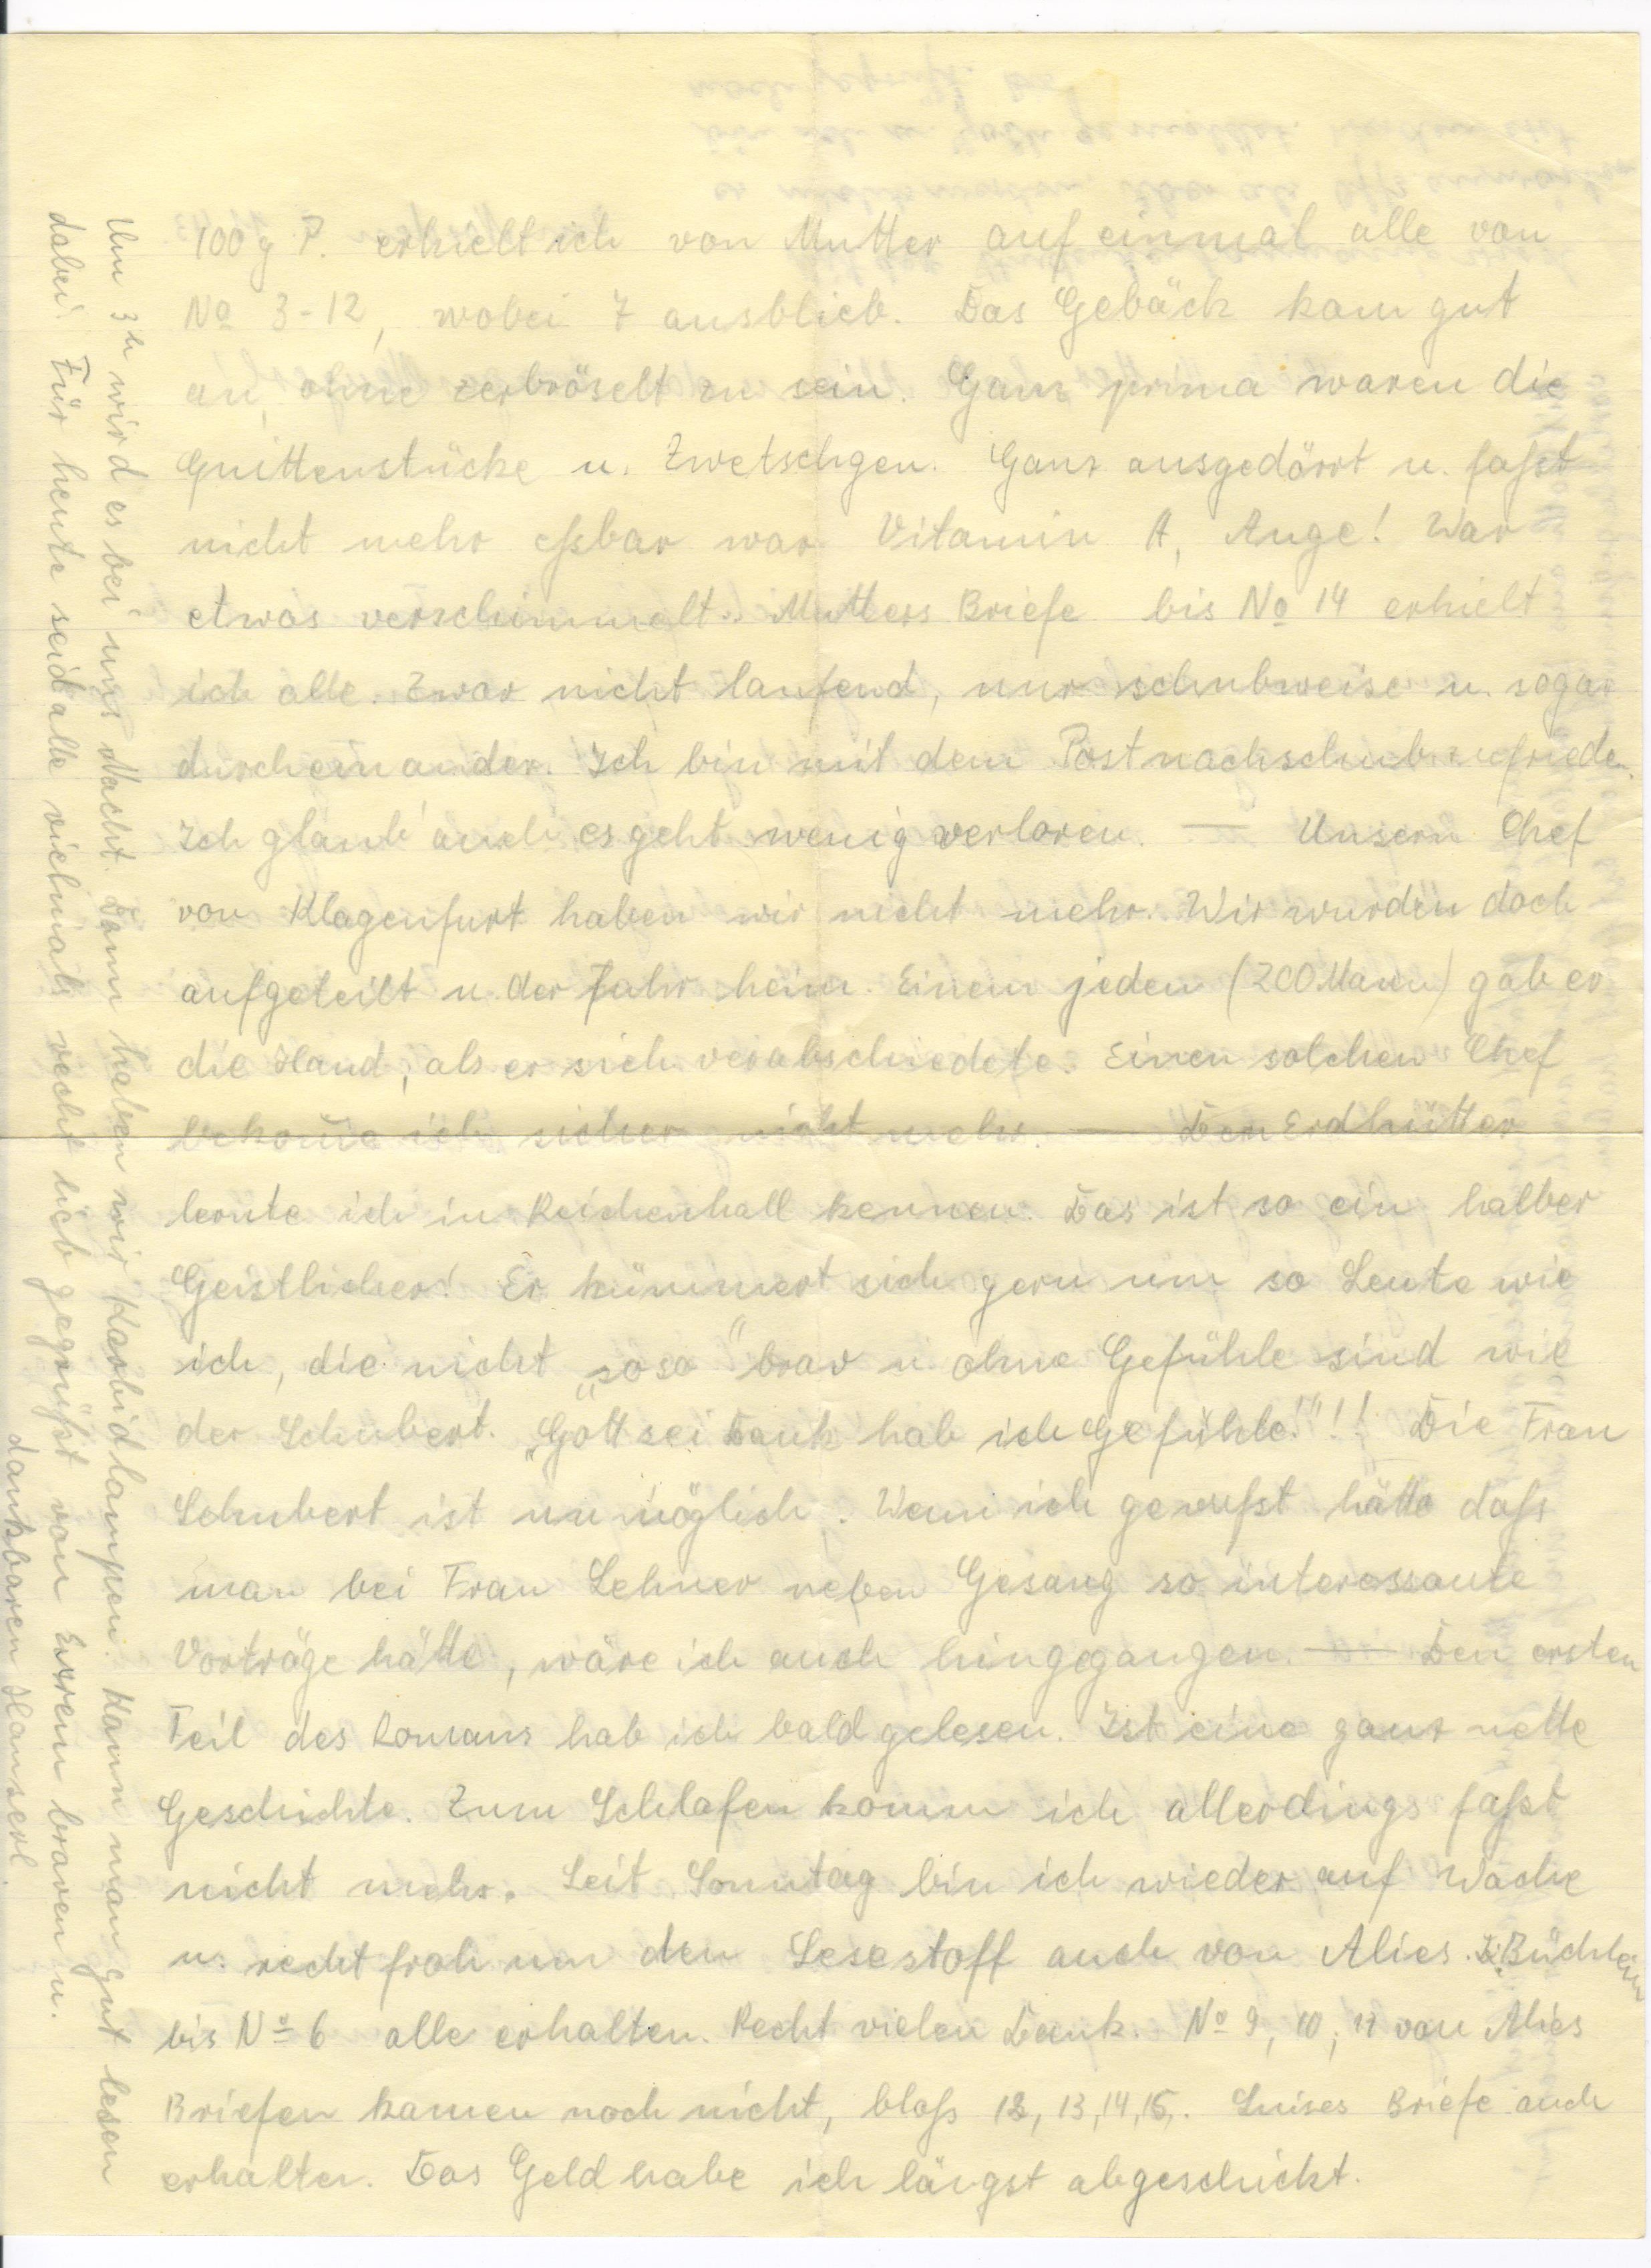 100 g P. erhielt ich von Mutter auf einmal alle von
No 3-12, wobei 7 ausblieb. Das Gebäck kam gut
an, ohne zerbröselt zu sein. Ganz prima waren die
Quittenstücke u. Zwetschgen. Ganz ausgedörrt u. faßt
nicht mehr eßbar war Vitamin A, Auge! War
etwas verschimmelt. Mutters Briefe bis No 14 erhielt
ich alle. Zwar nicht laufend, nur schubweise u. sogar
durcheinander. Ich bin mit dem Postnachschub zufrieden.
Ich glaub' auch es geht wenig verloren. — Unsern Chef
von Klagenfurt haben wir nicht mehr. Wir wurden doch
aufgeteilt u. der fuhr heim. Einem jeden (200 Mann) gab er
die Hand, als er sich verabschiedete. Einen solchen Chef
bekomme ich sicher nicht mehr. — Den Erdhütter
lernte ich in Reichenhall kennen. Das ist so ein halber
Geistlicher! Er kümmert sich gern um so Leute wie
ich, die nicht „soso" brav u. ohne Gefühle sind wie
der Schubert. „Gott sei Dank hab ich Gefühle!"!! Die Frau
Schubert ist unmöglich. Wenn ich gewußt hätte daß
man bei Frau Lehner neben Gesang so interessante
Vorträge hätte, wäre ich auch hingegangen. — Den ersten
Teil des Romans hab ich bald gelesen. Ist eine ganz nette
Geschichte. Zum Schlafen komm ich allerdings faßt
nicht mehr. Seit Sonntag bin ich wieder auf Wache
u. recht froh um den Lesestoff auch von Alies. D. Büchlein
bis No 6 alle erhalten. Recht vielen Dank. No 9, 10, 11 von Alies
Briefen kamen noch nicht, bloß 12, 13, 14, 15. Luises Briefe auch
erhalten. Das Geld habe ich längst abgeschickt.
Um 3h wird es bei uns Nacht. Dann haben wir Karbidlampen. Kann man gut lesen
dabei. Für heute seid alle vielmals recht lieb gegrüßt von Eurem braven u.
dankbaren Hanserl.